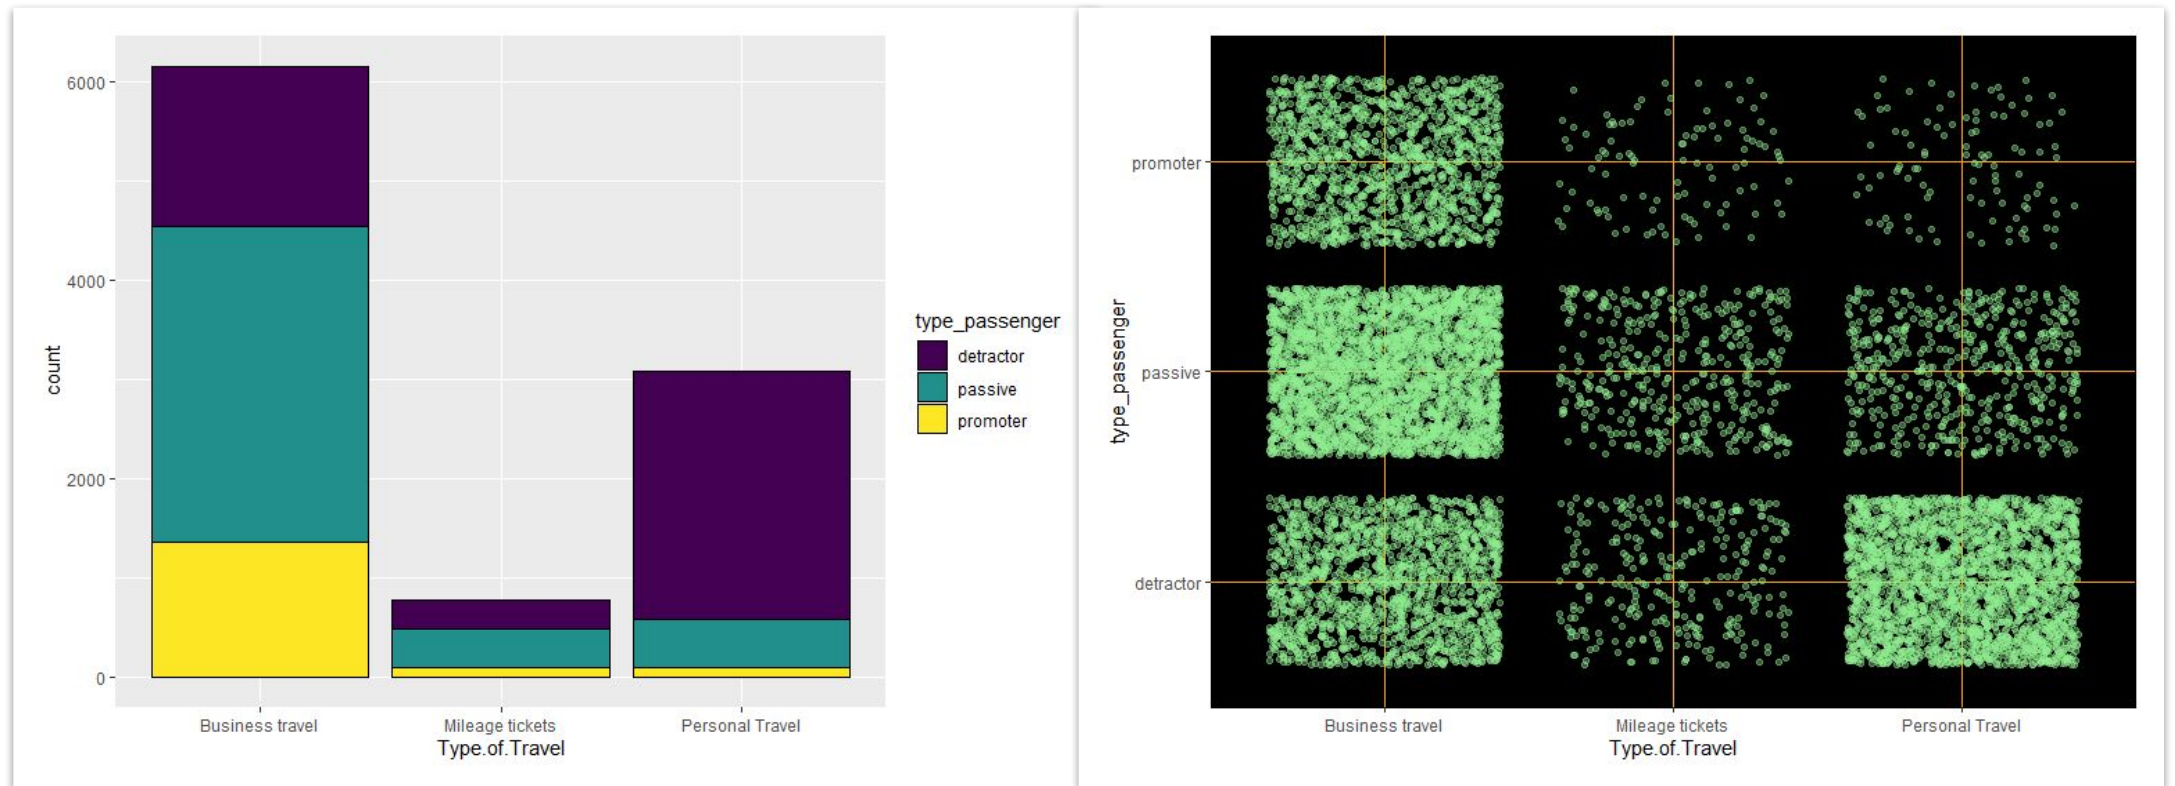 6000
4000
2000
0
count
Business travel
Mileage tickets
Personal Travel
Type.of.Travel
type_passenger
detractor
passive
promoter
promoter
passive
detractor
type_passenger
Business travel
Mileage tickets
Personal Travel
Type.of.Travel